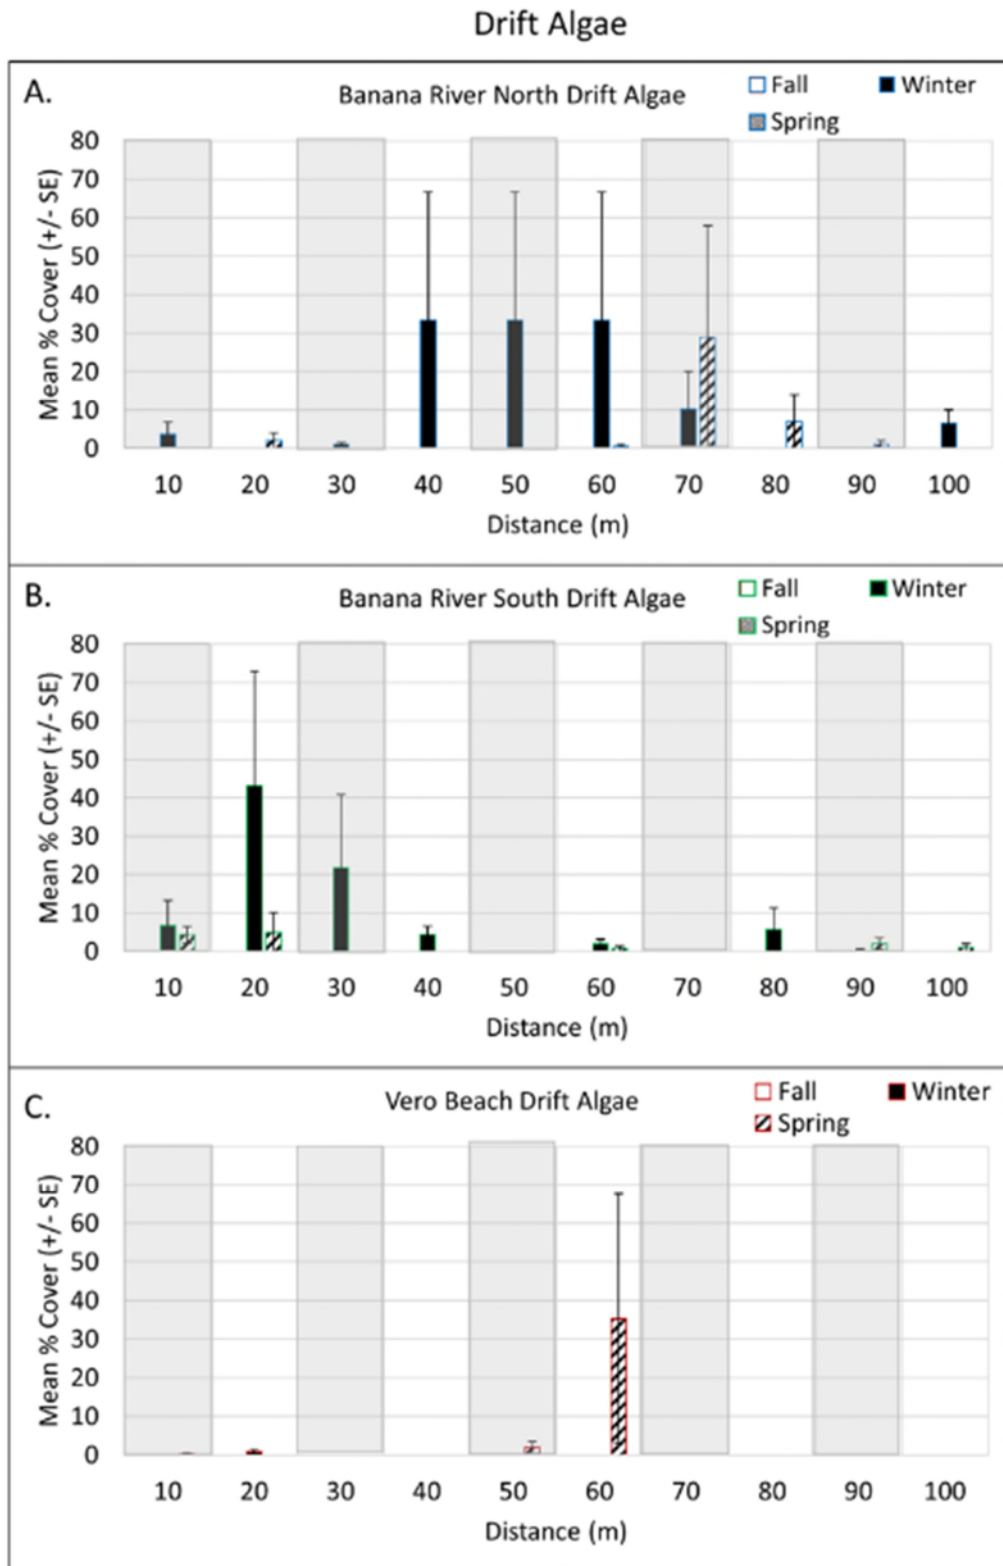 Drift Algae
A.
Banana River North Drift Algae
Fall
Winter
Spring
Mean % Cover (+/- SE)
80
70
60
50
40
30
20
10
0
10 20 30 40 50 60 70 80 90 100
Distance (m)
B.
Banana River South Drift Algae
Fall
Winter
Spring
Mean % Cover (+/- SE)
80
70
60
50
40
30
20
10
0
10 20 30 40 50 60 70 80 90 100
Distance (m)
C.
Vero Beach Drift Algae
Fall
Winter
Spring
Mean % Cover (+/- SE)
80
70
60
50
40
30
20
10
0
10 20 30 40 50 60 70 80 90 100
Distance (m)